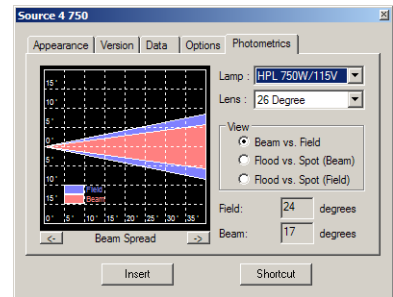 Source 4 750
Appearance Version Data Options Photometrics
Lamp : HPL 750W/115V
Lens : 26 Degree
View
Beam vs. Field
Flood vs. Spot (Beam)
Flood vs. Spot (Field)
15'
10'
5'
0'
5'
10'
15'
Field
Beam
0' 5' 10' 15' 20' 25' 30' 35'
<- Beam Spread ->
Field: 24 degrees
Beam: 17 degrees
Insert Shortcut